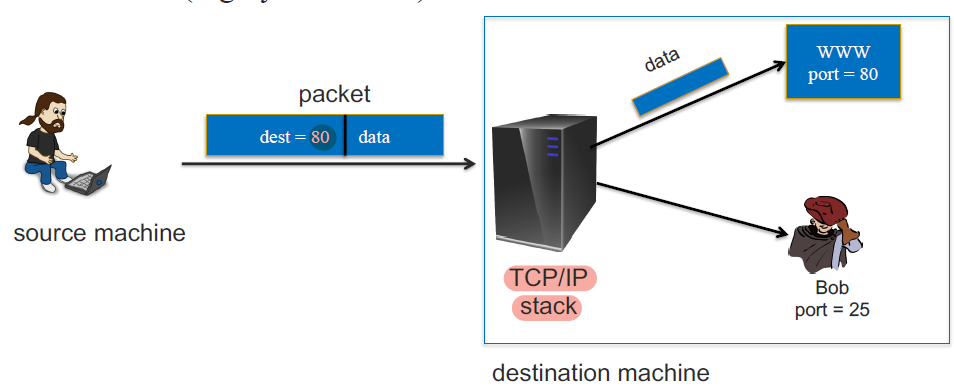 packet
dest = 80
data
source machine
TCP/IP
stack
data
WWW
port = 80
Bob
port = 25
destination machine